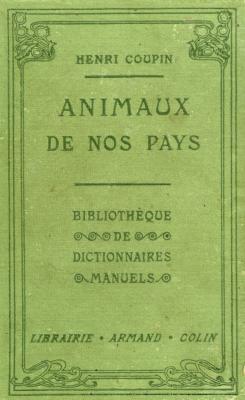 HENRI COUPIN
ANIMAUX
DE NOS PAYS
BIBLIOTHÈQUE
DE
DICTIONNAIRES
MANUELS
LIBRAIRIE • ARMAND • COLIN